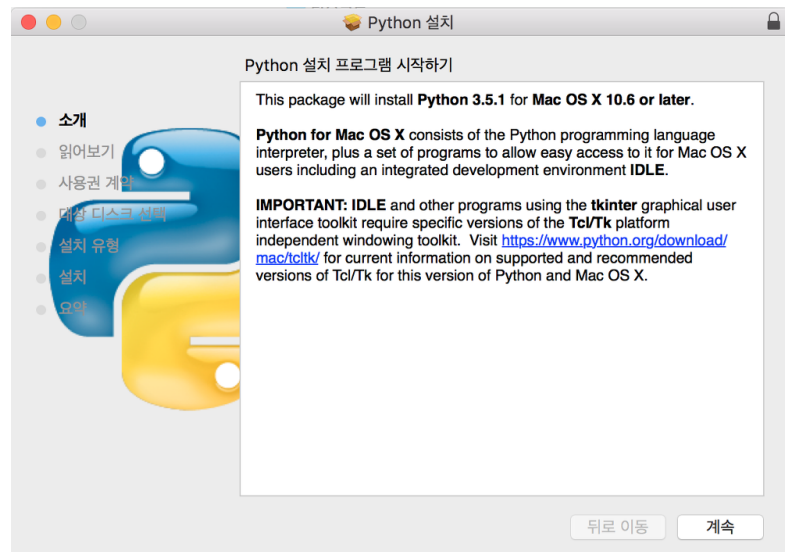 Python 설치
Python 설치 프로그램 시작하기
소개
읽어보기
사용권 계약
대상 디스크 선택
설치 유형
설치
요약
This package will install Python 3.5.1 for Mac OS X 10.6 or later.
Python for Mac OS X consists of the Python programming language
interpreter, plus a set of programs to allow easy access to it for Mac OS X
users including an integrated development environment IDLE.
IMPORTANT: IDLE and other programs using the tkinter graphical user
interface toolkit require specific versions of the Tcl/Tk platform
independent windowing toolkit. Visit https://www.python.org/download/
mac/tcltk/ for current information on supported and recommended
versions of Tcl/Tk for this version of Python and Mac OS X.
뒤로 이동
계속